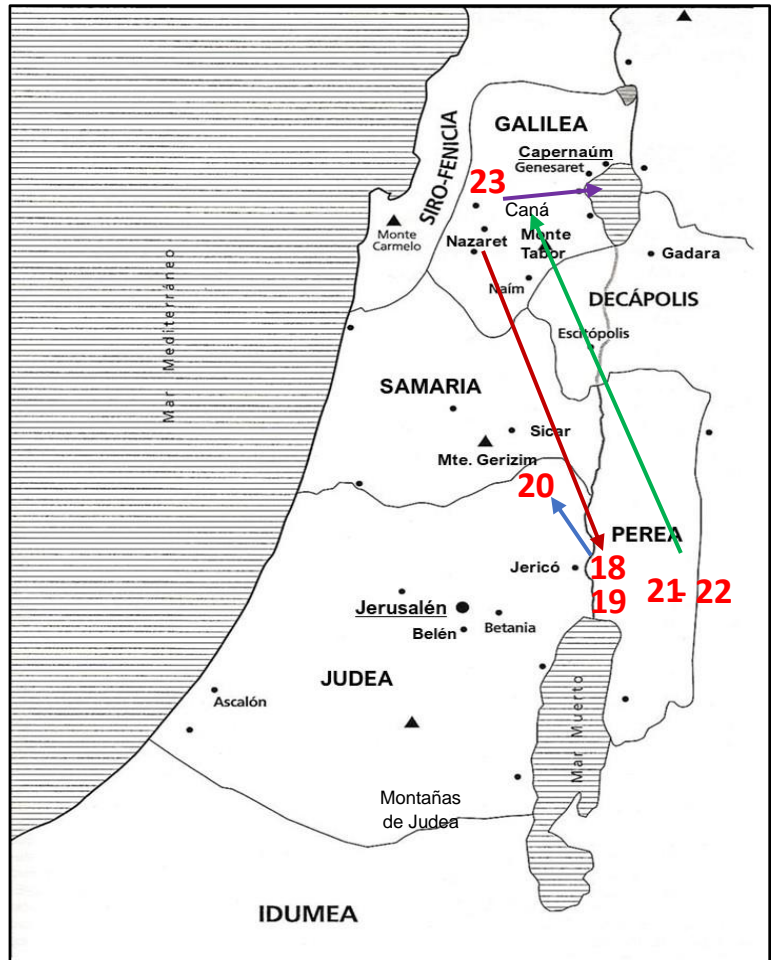 GALILEA
SIRO-FENICIA
Capernaúm
Genesaret
23
Caná
Monte
Carmelo
Nazaret
Monte
Tabor
Gadara
Naím
DECÁPOLIS
Mar Mediterráneo
Escitópolis
SAMARIA
Sicar
Mte. Gerizim
20
PEREA
Jericó
18
19
21- 22
Jerusalén
Betania
Belén
JUDEA
Ascalón
Mar Muerto
Montañas
de Judea
IDUMEA